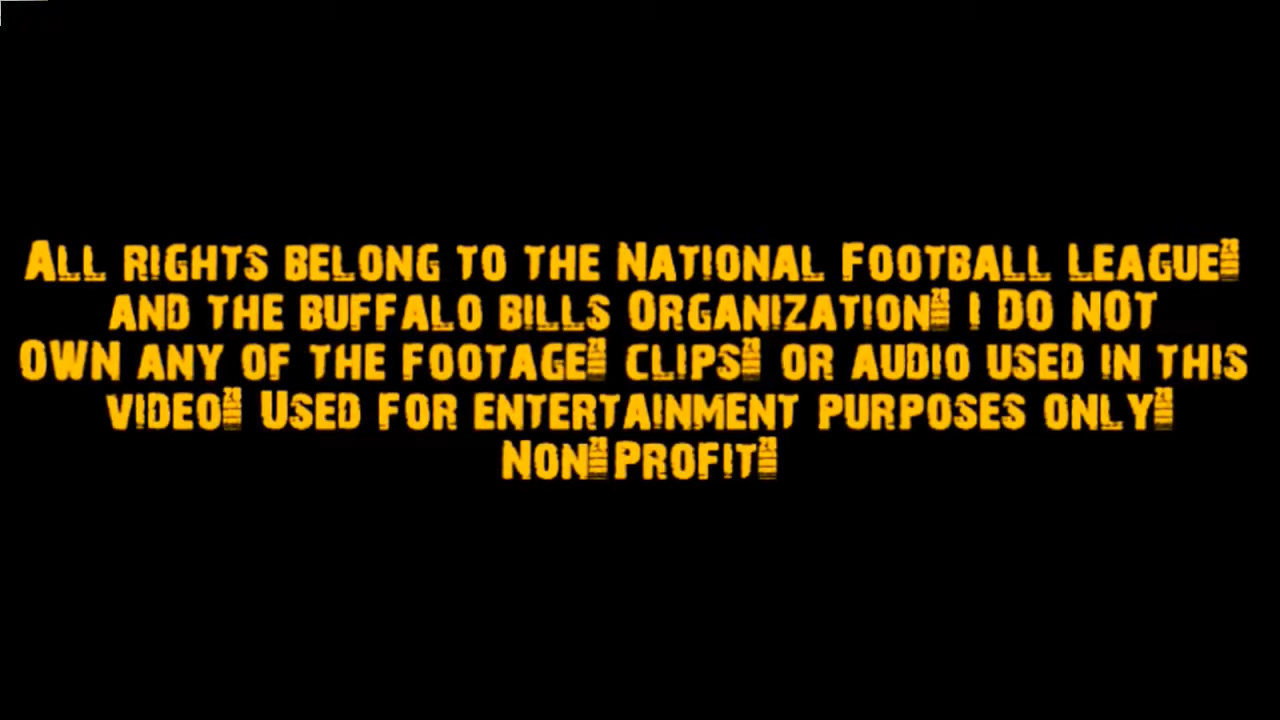 All rights belong to the National Football League
and the buffalo bills Organization I Do not
own any of the footage clips or audio used in this
video Used for entertainment purposes only
Non Profit